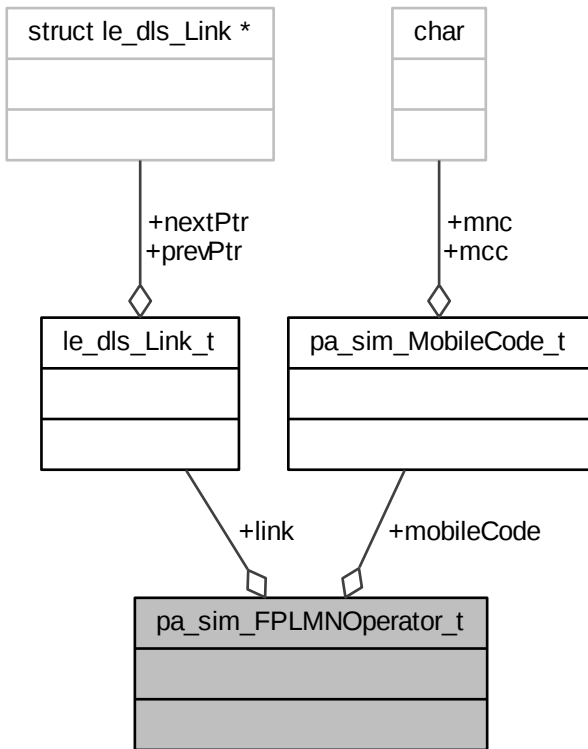 struct le_dls_Link *
char
+nextPtr
+prevPtr
+mnc
+mcc
le_dls_Link_t
pa_sim_MobileCode_t
+link
+mobileCode
pa_sim_FPLMNOperator_t